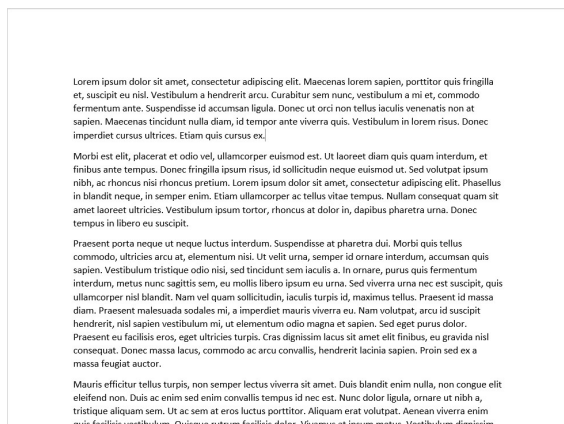 Lorem ipsum dolor sit amet, consectetur adipiscing elit. Maecenas lorem sapien, porttitor quis fringilla
et, suscipit eu nisl. Vestibulum a hendrerit arcu. Curabitur sem nunc, vestibulum a mi et, commodo
fermentum ante. Suspendisse id accumsan ligula. Donec ut orci non tellus iaculis venenatis non at
sapien. Maecenas tincidunt nulla diam, id tempor ante viverra quis. Vestibulum in lorem risus. Donec
imperdiet cursus ultrices. Etiam quis cursus ex.
Morbi est elit, placerat et odio vel, ullamcorper euismod est. Ut laoreet diam quis quam interdum, et
finibus ante tempus. Donec fringilla ipsum risus, id sollicitudin neque euismod ut. Sed volutpat ipsum
nibh, ac rhoncus nisi rhoncus pretium. Lorem ipsum dolor sit amet, consectetur adipiscing elit. Phasellus
in blandit neque, in semper enim. Etiam ullamcorper ac tellus vitae tempus. Nullam consequat quam sit
amet laoreet ultricies. Vestibulum ipsum tortor, rhoncus at dolor in, dapibus pharetra urna. Donec
tempus in libero eu suscipit.
Praesent porta neque ut neque luctus interdum. Suspendisse at pharetra dui. Morbi quis tellus
commodo, ultricies arcu at, elementum nisi. Ut velit urna, semper id ornare interdum, accumsan quis
sapien. Vestibulum tristique odio nisi, sed tincidunt sem iaculis a. In ornare, purus quis fermentum
interdum, metus nunc sagittis sem, eu mollis libero ipsum eu urna. Sed viverra urna nec est suscipit, quis
ullamcorper nisl blandit. Nam vel quam sollicitudin, iaculis turpis id, maximus tellus. Praesent id massa
diam. Praesent malesuada sodales mi, a imperdiet mauris viverra eu. Nam volutpat, arcu id suscipit
hendrerit, nisl sapien vestibulum mi, ut elementum odio magna et sapien. Sed eget purus dolor.
Praesent eu facilisis eros, eget ultricies turpis. Cras dignissim lacus sit amet elit finibus, eu gravida nisl
consequat. Donec massa lacus, commodo ac arcu convallis, hendrerit lacinia sapien. Proin sed ex a
massa feugiat auctor.
Mauris efficitur tellus turpis, non semper lectus viverra sit amet. Duis blandit enim nulla, non congue elit
eleifend non. Duis ac enim sed enim convallis tempus id nec est. Nunc dolor ligula, ornare ut nibh a,
tristique aliquam sem. Ut ac sem at eros luctus porttitor. Aliquam erat volutpat. Aenean viverra enim